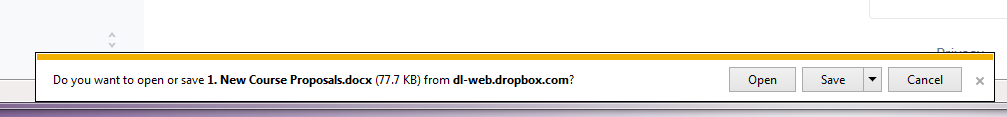 Privacy
Do you want to open or save 1. New Course Proposals.docx (77.7 KB) from dl-web.dropbox.com?
Open
Save
Cancel